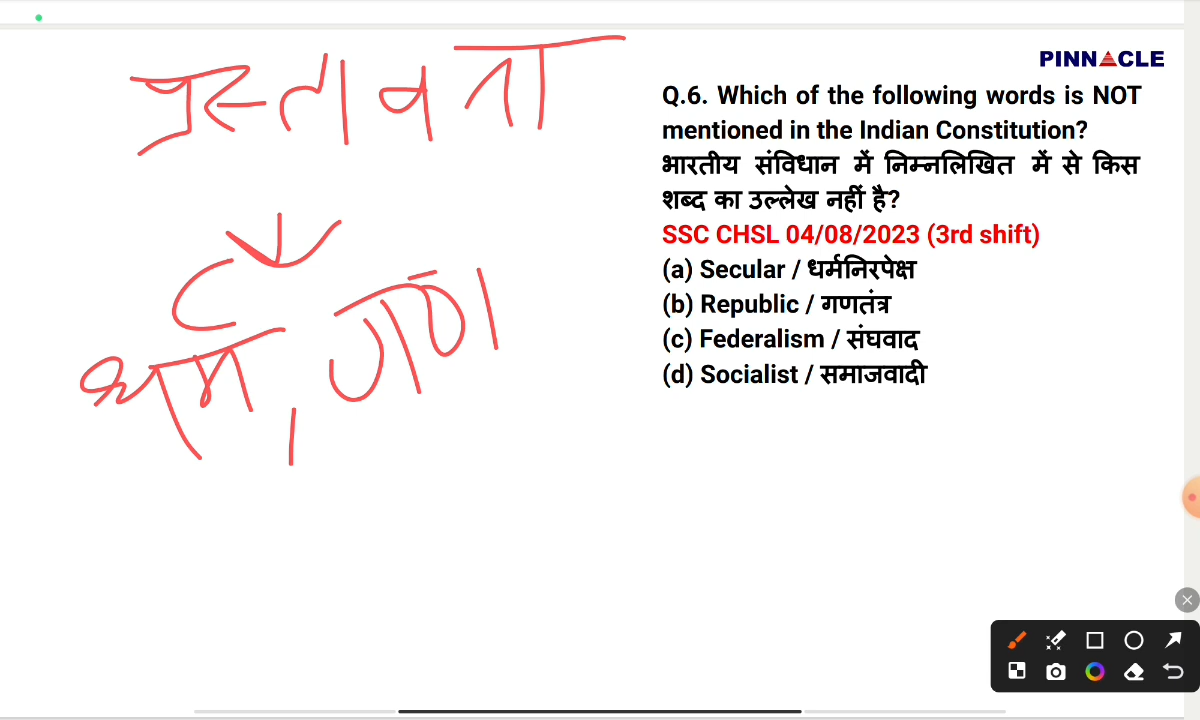 प्रस्तावना
PINNACLE
Q.6. Which of the following words is NOT
mentioned in the Indian Constitution?
भारतीय संविधान में निम्नलिखित में से किस
शब्द का उल्लेख नहीं है?
SSC CHSL 04/08/2023 (3rd shift)
(a) Secular / धर्मनिरपेक्ष
(b) Republic / गणतंत्र
(c) Federalism / संघवाद
(d) Socialist / समाजवादी